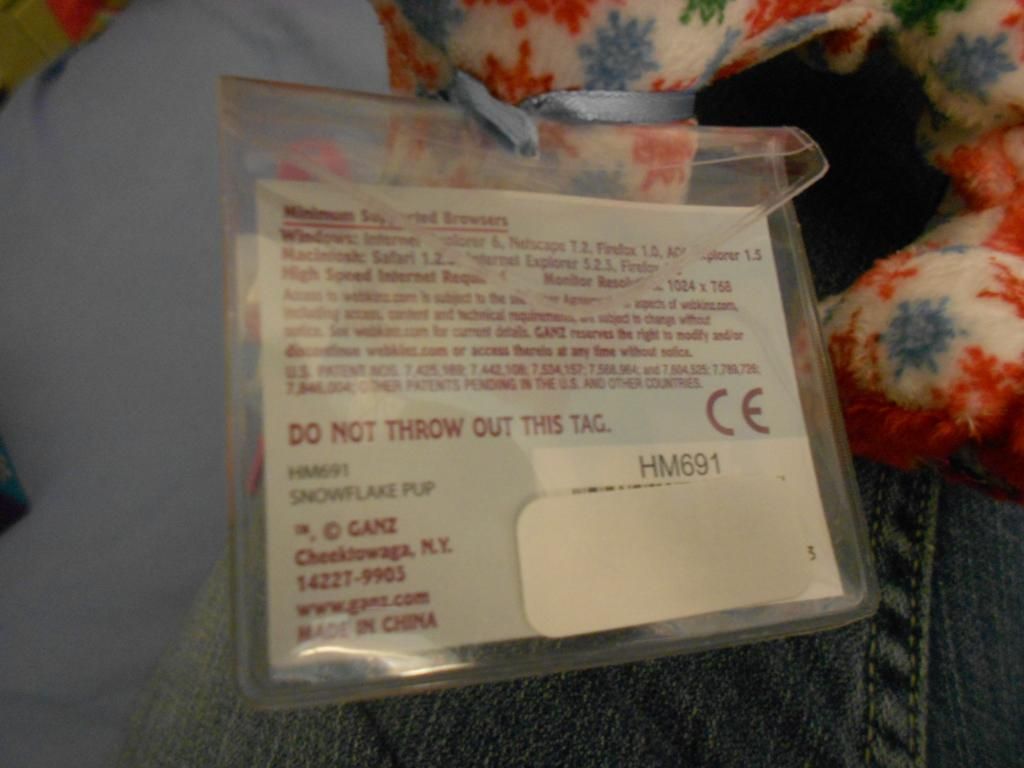 Minimum Supported Browsers
Windows: Internet Explorer 6, Netscape 7.2, Firefox 1.0, AOL Explorer 1.5
Macintosh: Safari 1.2. Internet Explorer 5.2.3, Firefox
High Speed Internet Required Monitor Resolution 1024 x 768
Access to webkinz.com is subject to the user Agreement. aspects of webkinz.com,
including access, content and technical requirements, are subject to change without
notice. See webkinz.com for current details. GANZ reserves the right to modify and/or
discontinue webkinz.com or access thereto at any time without notice.
U.S. PATENT NOS. 7,425,169; 7,442,108; 7,534,157; 7,568,964; and 7,604,525; 7,789,726;
7,846,004; OTHER PATENTS PENDING IN THE U.S. AND OTHER COUNTRIES.
CE
DO NOT THROW OUT THIS TAG.
HM691
SNOWFLAKE PUP
HM691
™, © GANZ
Cheektowaga, N.Y.
14227-9903
www.ganz.com
MADE IN CHINA
3